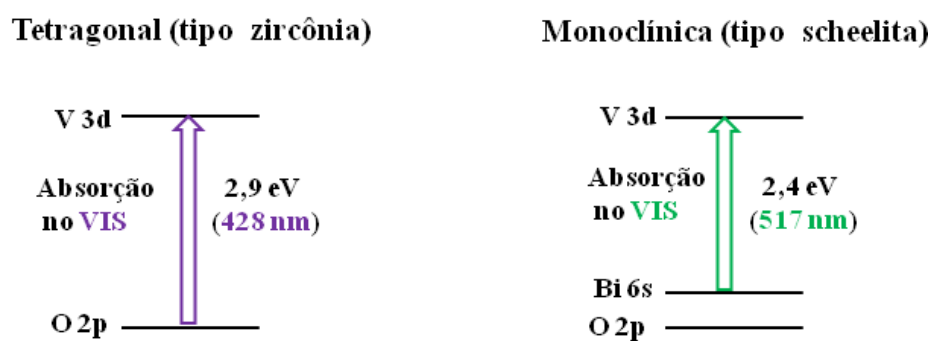 Tetragonal (tipo zircônia)
V 3d
Absorção
no VIS
2,9 eV
(428 nm)
O 2p
Monoclínica (tipo scheelita)
V 3d
Absorção
no VIS
2,4 eV
(517 nm)
Bi 6s
O 2p